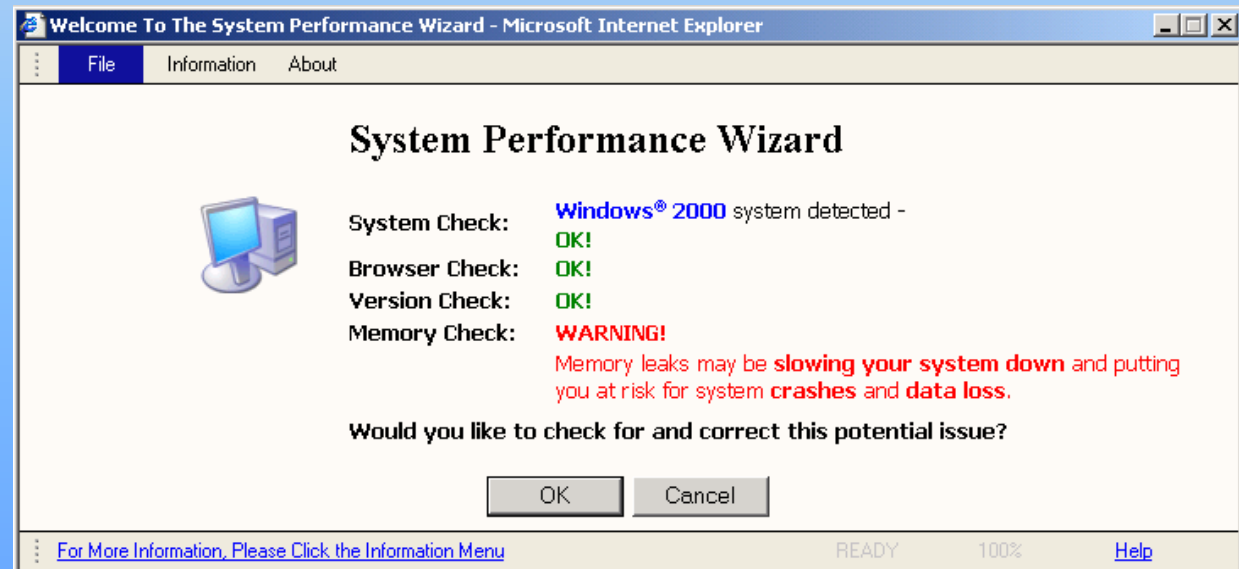 Welcome To The System Performance Wizard - Microsoft Internet Explorer
File Information About
System Performance Wizard
System Check: Windows® 2000 system detected -
OK!
Browser Check: OK!
Version Check: OK!
Memory Check: WARNING!
Memory leaks may be slowing your system down and putting
you at risk for system crashes and data loss.
Would you like to check for and correct this potential issue?
OK Cancel
For More Information, Please Click the Information Menu READY 100% Help